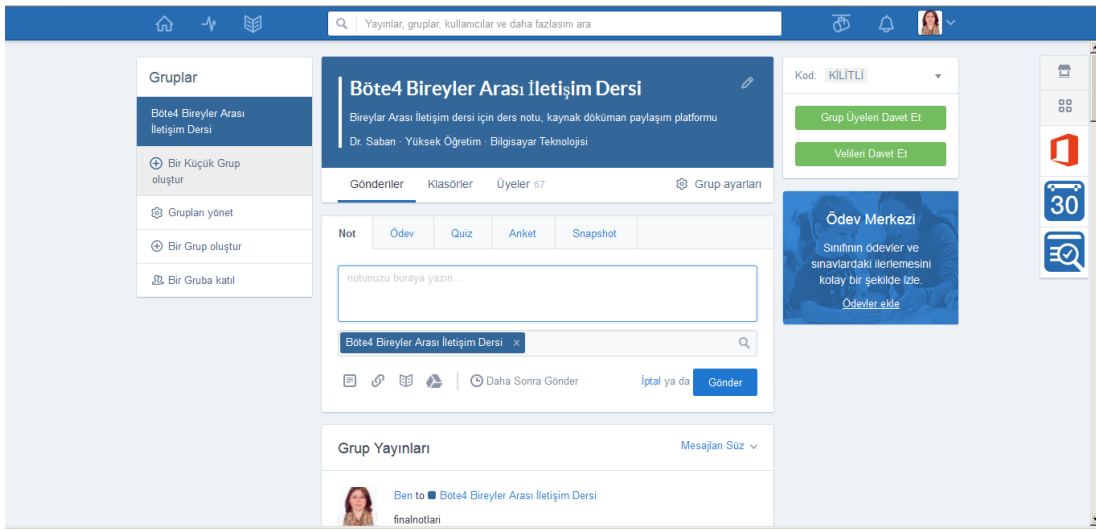 Yayınlar, gruplar, kullanıcılar ve daha fazlasını ara
Gruplar
Böte4 Bireyler Arası
İletişim Dersi
Bir Küçük Grup
oluştur
Grupları yönet
Bir Grup oluştur
Bir Gruba katıl
Böte4 Bireyler Arası İletişim Dersi
Bireylar Arası İletişim dersi için ders notu, kaynak döküman paylaşım platformu
Dr. Saban · Yüksek Öğretim · Bilgisayar Teknolojisi
Gönderiler Klasörler Üyeler 67 Grup ayarları
Not Ödev Quiz Anket Snapshot
notunuzu buraya yazın...
Böte4 Bireyler Arası İletişim Dersi ×
Daha Sonra Gönder İptal ya da Gönder
Grup Yayınları Mesajları Süz
Ben to Böte4 Bireyler Arası İletişim Dersi
finalnotlari
Kod: KİLİTLİ
Grup Üyeleri Davet Et
Velileri Davet Et
Ödev Merkezi
Sınıfının ödevler ve
sınavlardaki ilerlemesini
kolay bir şekilde izle.
Ödevler ekle
30